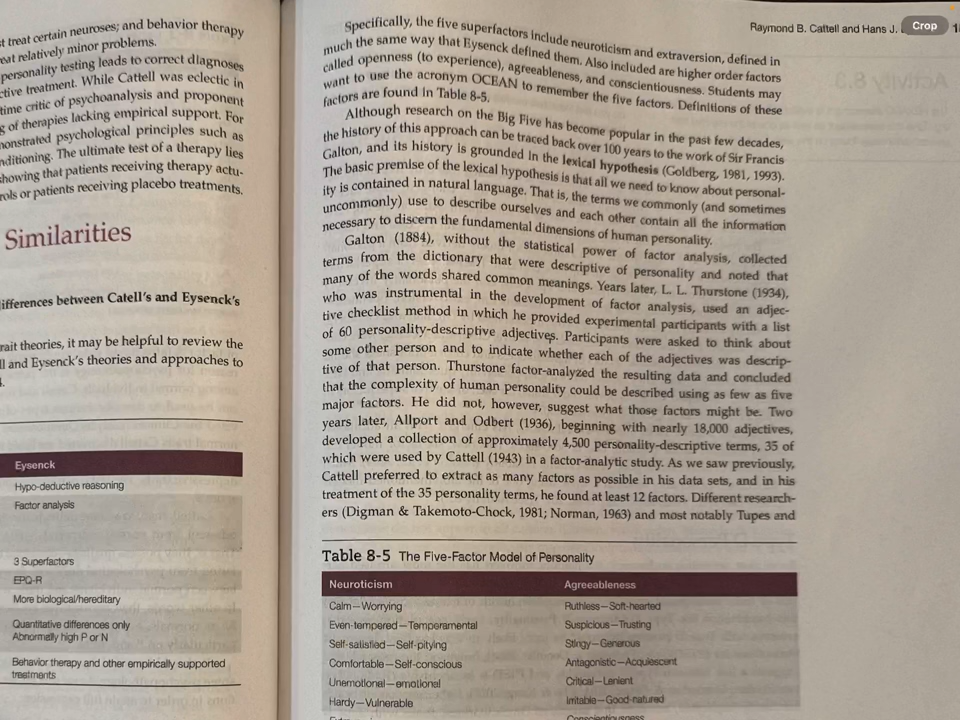 t treat certain neuroses; and behavior therapy
eat relatively minor problems.
personality testing leads to correct diagnoses
ctive treatment. While Cattell was eclectic in
time critic of psychoanalysis and proponent
g of therapies lacking empirical support. For
monstrated psychological principles such as
nditioning. The ultimate test of a therapy lies
showing that patients receiving therapy actu-
rols or patients receiving placebo treatments.
Similarities
ifferences between Catell's and Eysenck's
rait theories, it may be helpful to review the
ll and Eysenck's theories and approaches to
Eysenck
Hypo-deductive reasoning
Factor analysis
3 Superfactors
EPQ-R
More biological/hereditary
Quantitative differences only
Abnormally high P or N
Behavior therapy and other empirically supported
treatments
Raymond B. Cattell and Hans J.
Crop
Specifically, the five superfactors include neuroticism and extraversion, defined in
much the same way that Eysenck defined them. Also included are higher order factors
called openness (to experience), agreeableness, and conscientiousness. Students may
want to use the acronym OCEAN to remember the five factors. Definitions of these
factors are found in Table 8-5.
Although research on the Big Five has become popular in the past few decades,
the history of this approach can be traced back over 100 years to the work of Sir Francis
Galton, and its history is grounded in the lexical hypothesis (Goldberg, 1981, 1993).
The basic premise of the lexical hypothesis is that all we need to know about personal-
ity is contained in natural language. That is, the terms we commonly (and sometimes
uncommonly) use to describe ourselves and each other contain all the information
necessary to discern the fundamental dimensions of human personality.
Galton (1884), without the statistical power of factor analysis, collected
terms from the dictionary that were descriptive of personality and noted that
many of the words shared common meanings. Years later, L. L. Thurstone (1934),
who was instrumental in the development of factor analysis, used an adjec-
tive checklist method in which he provided experimental participants with a list
of 60 personality-descriptive adjectives. Participants were asked to think about
some other person and to indicate whether each of the adjectives was descrip-
tive of that person. Thurstone factor-analyzed the resulting data and concluded
that the complexity of human personality could be described using as few as five
major factors. He did not, however, suggest what those factors might be. Two
years later, Allport and Odbert (1936), beginning with nearly 18,000 adjectives,
developed a collection of approximately 4,500 personality-descriptive terms, 35 of
which were used by Cattell (1943) in a factor-analytic study. As we saw previously,
Cattell preferred to extract as many factors as possible in his data sets, and in his
treatment of the 35 personality terms, he found at least 12 factors. Different research-
ers (Digman & Takemoto-Chock, 1981; Norman, 1963) and most notably Tupes and
Table 8-5 The Five-Factor Model of Personality
Neuroticism Agreeableness
Calm—Worrying Ruthless—Soft-hearted
Even-tempered—Temperamental Suspicious—Trusting
Self-satisfied—Self-pitying Stingy—Generous
Comfortable—Self-conscious Antagonistic—Acquiescent
Unemotional—emotional Critical—Lenient
Hardy—Vulnerable Irritable—Good-natured
Conscientiousness